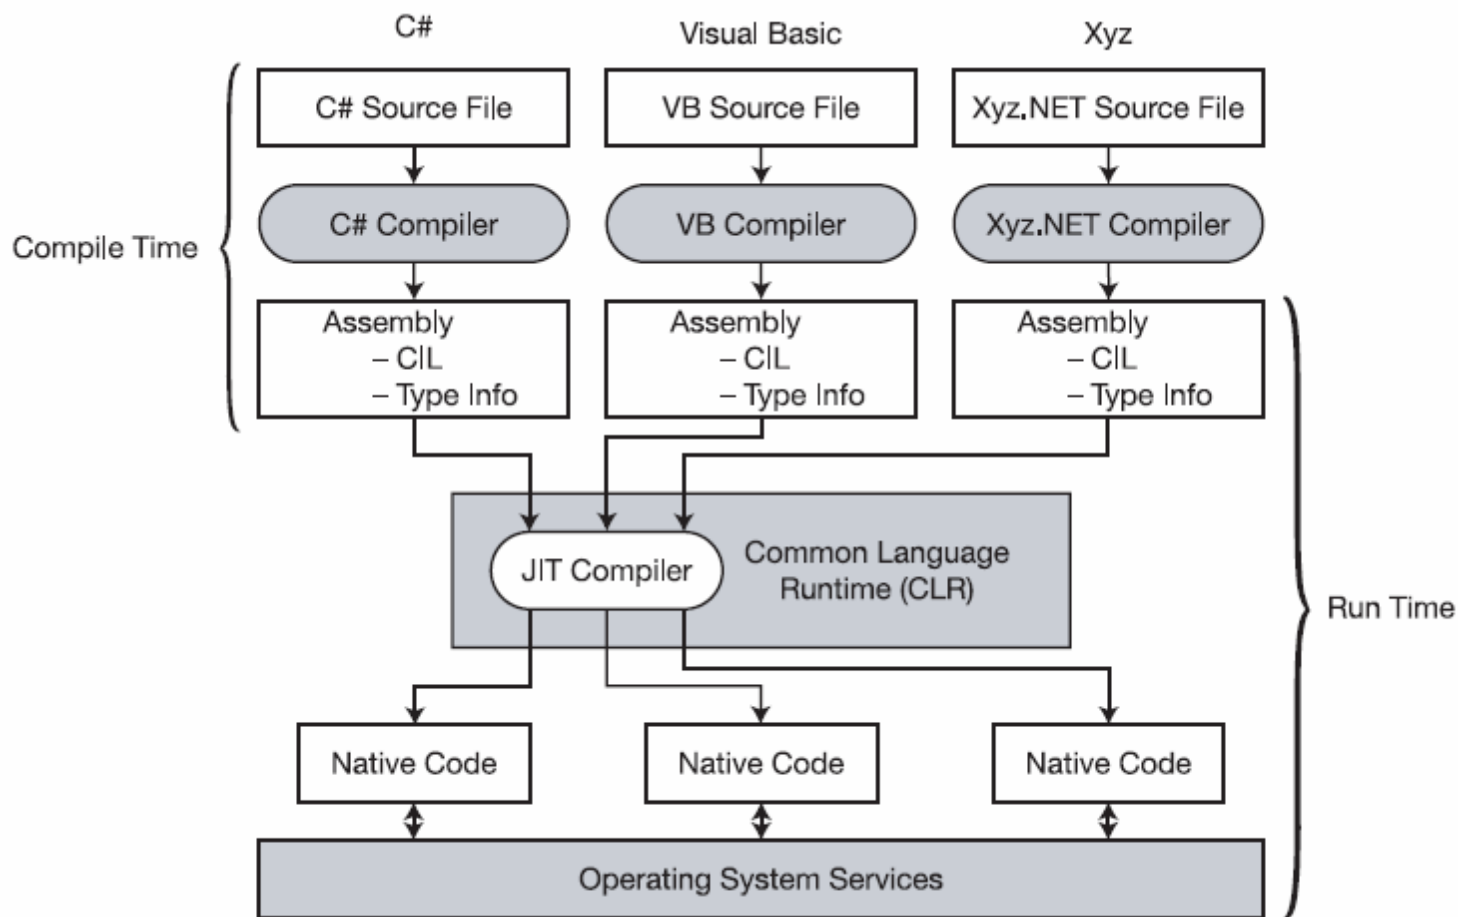 C#
Visual Basic
Xyz
C# Source File
VB Source File
Xyz.NET Source File
C# Compiler
VB Compiler
Xyz.NET Compiler
Compile Time
Assembly
– CIL
– Type Info
Assembly
– CIL
– Type Info
Assembly
– CIL
– Type Info
JIT Compiler
Common Language
Runtime (CLR)
Run Time
Native Code
Native Code
Native Code
Operating System Services